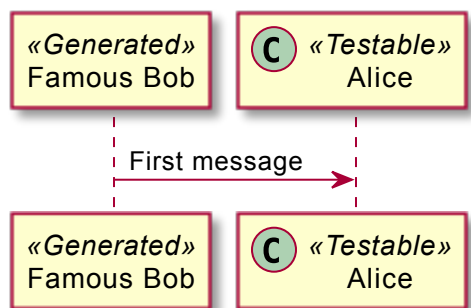 «Generated»
Famous Bob
C «Testable»
Alice
First message
«Generated»
Famous Bob
C «Testable»
Alice